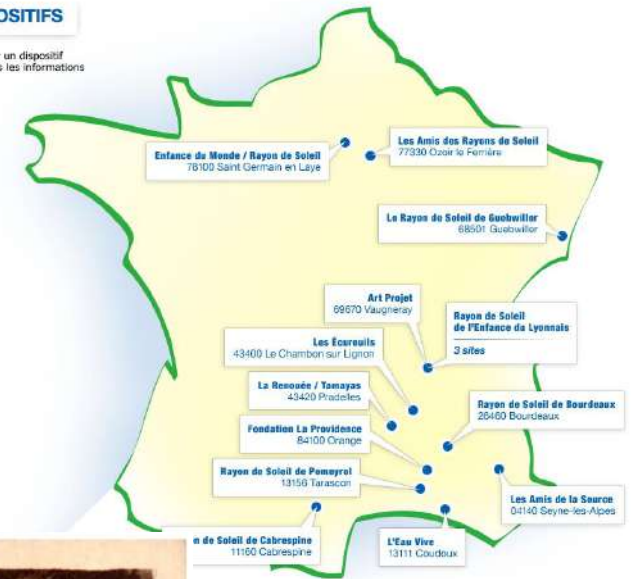 OSITIFS
un dispositif
les informations
Enfance du Monde / Rayon de Soleil
78100 Saint Germain en Laye
Les Amis des Rayons de Soleil
77330 Ozoir le Ferrière
Le Rayon de Soleil de Guebwiller
68501 Guebwiller
Art Projet
69670 Vaugneray
Rayon de Soleil
de l'Enfance du Lyonnais
3 sites
Les Écureuils
43400 Le Chambon sur Lignon
La Renouée / Tamayas
43420 Pradelles
Rayon de Soleil de Bourdeaux
26460 Bourdeaux
Fondation La Providence
84100 Orange
Rayon de Soleil de Pomeyrol
13156 Tarascon
Les Amis de la Source
04140 Seyne-les-Alpes
n de Soleil de Cabrespine
11160 Cabrespine
L'Eau Vive
13111 Coudoux